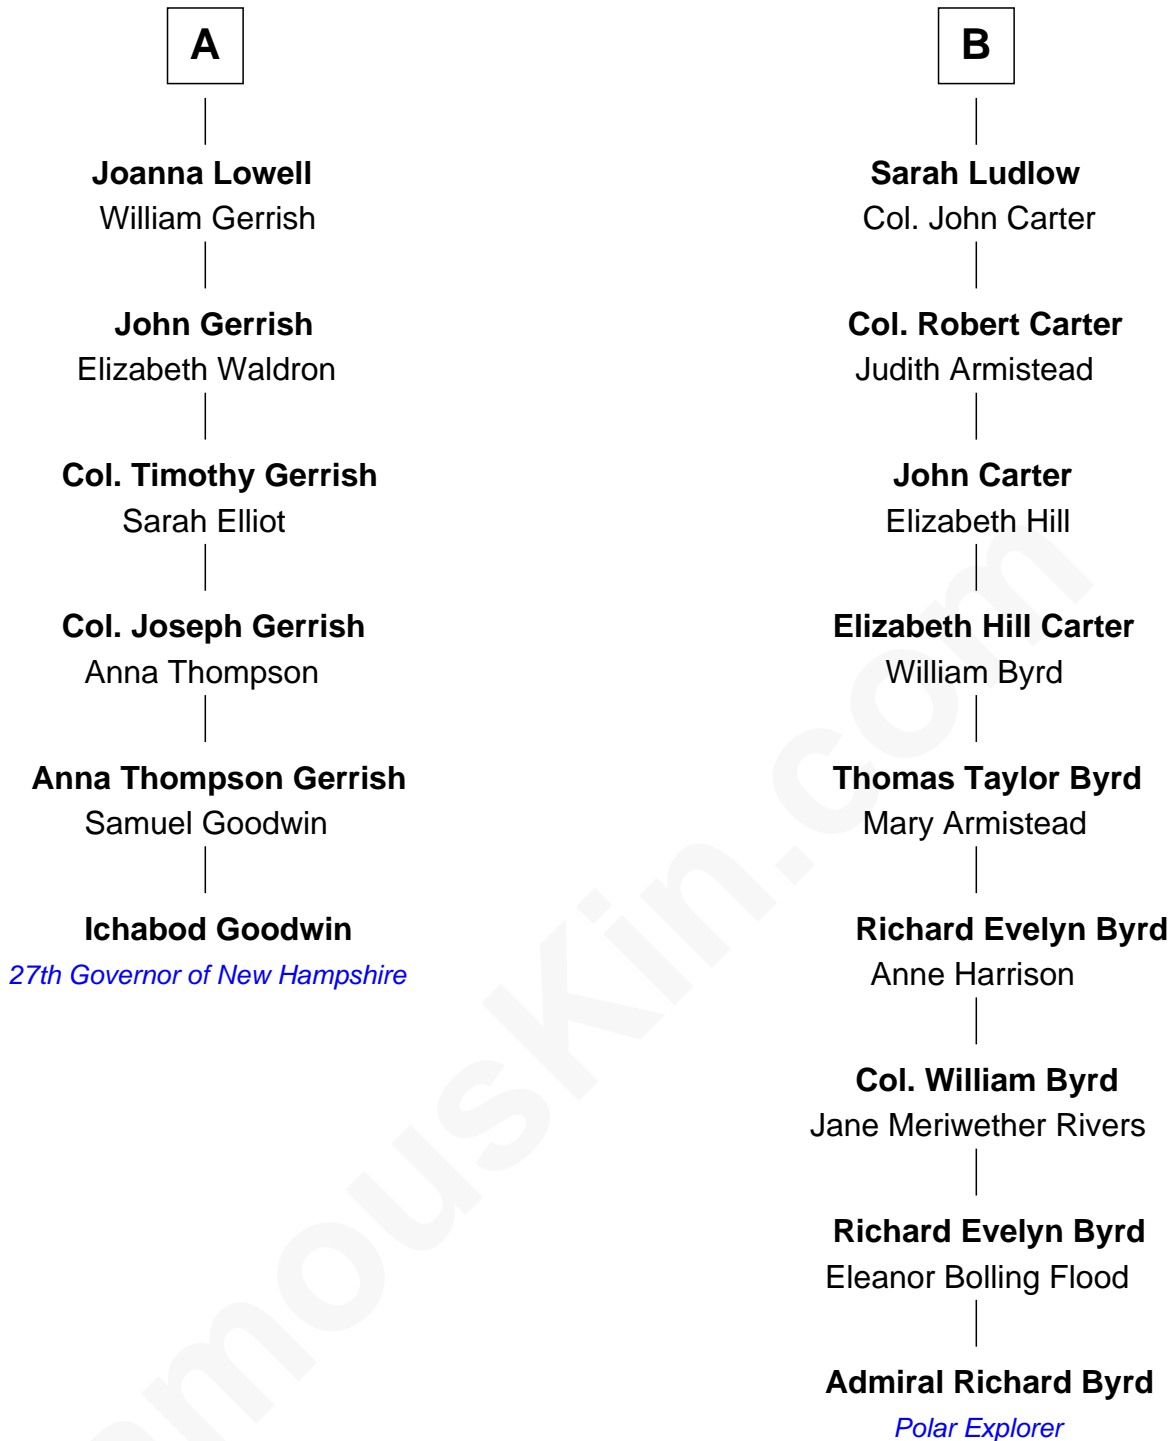 A
Joanna Lowell
William Gerrish
John Gerrish
Elizabeth Waldron
Col. Timothy Gerrish
Sarah Elliot
Col. Joseph Gerrish
Anna Thompson
Anna Thompson Gerrish
Samuel Goodwin
Ichabod Goodwin
27th Governor of New Hampshire
B
Sarah Ludlow
Col. John Carter
Col. Robert Carter
Judith Armistead
John Carter
Elizabeth Hill
Elizabeth Hill Carter
William Byrd
Thomas Taylor Byrd
Mary Armistead
Richard Evelyn Byrd
Anne Harrison
Col. William Byrd
Jane Meriwether Rivers
Richard Evelyn Byrd
Eleanor Bolling Flood
Admiral Richard Byrd
Polar Explorer
amousKin.com